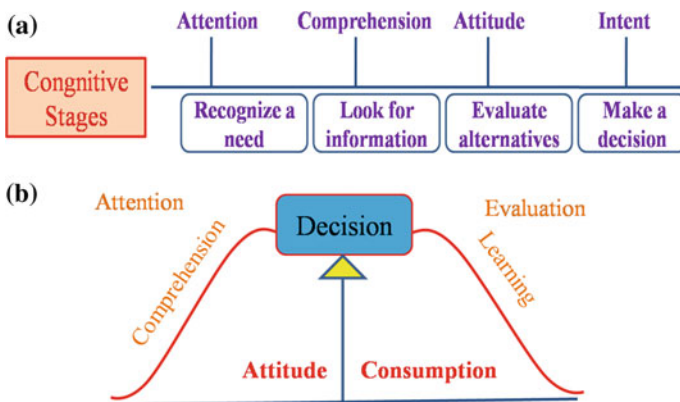 (a)
Attention Comprehension Attitude Intent
Congnitive
Stages
Recognize a
need
Look for
information
Evaluate
alternatives
Make a
decision
(b)
Attention
Comprehension
Decision
Evaluation
Learning
Attitude Consumption